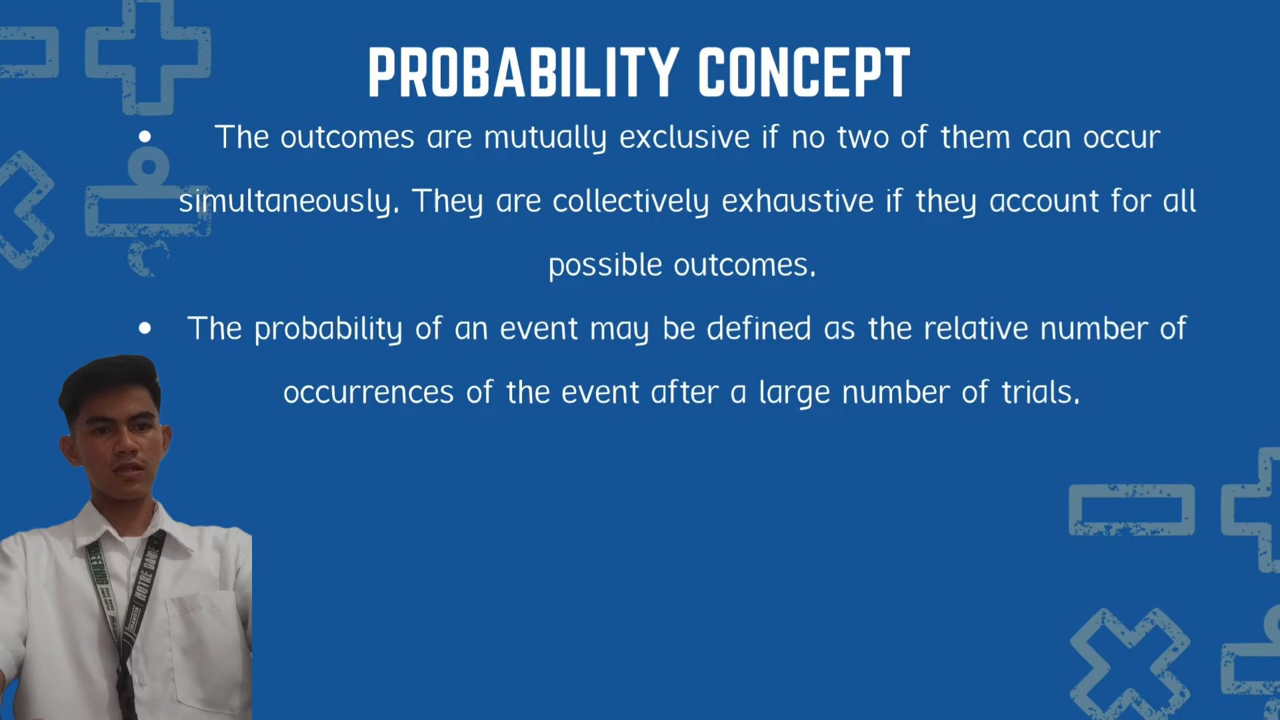 PROBABILITY CONCEPT
• The outcomes are mutually exclusive if no two of them can occur
simultaneously. They are collectively exhaustive if they account for all
possible outcomes.
• The probability of an event may be defined as the relative number of
occurrences of the event after a large number of trials.
NOTRE DAME